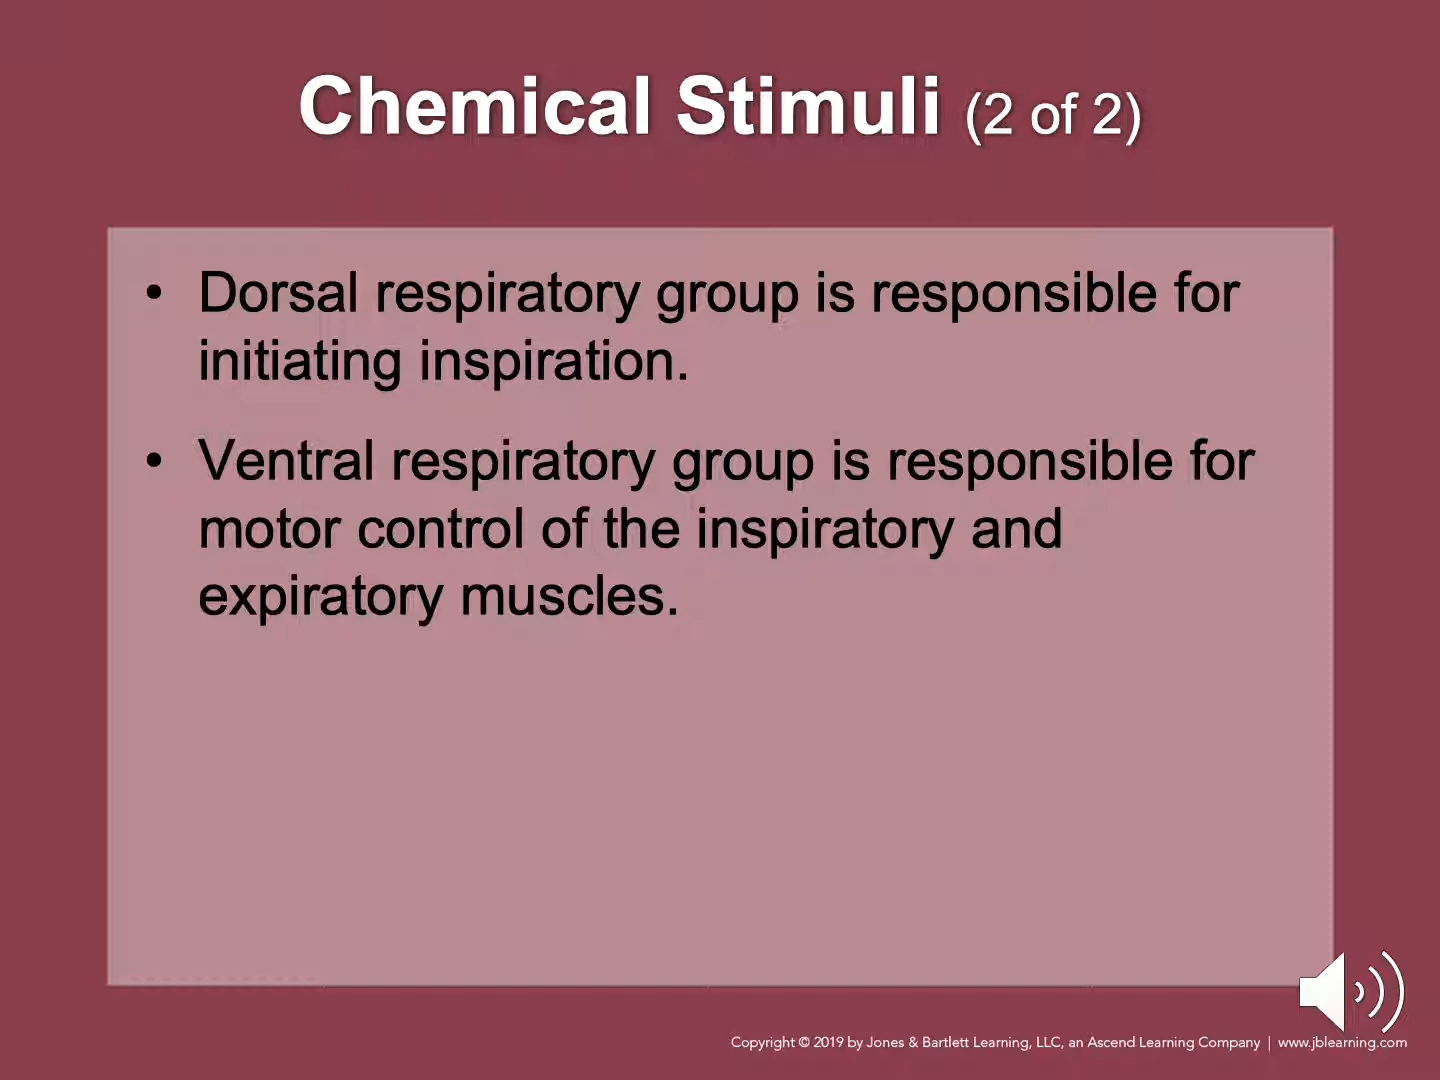 Chemical Stimuli (2 of 2)
• Dorsal respiratory group is responsible for
initiating inspiration.
• Ventral respiratory group is responsible for
motor control of the inspiratory and
expiratory muscles.
Copyright © 2019 by Jones & Bartlett Learning, LLC, an Ascend Learning Company | www.jblearning.com